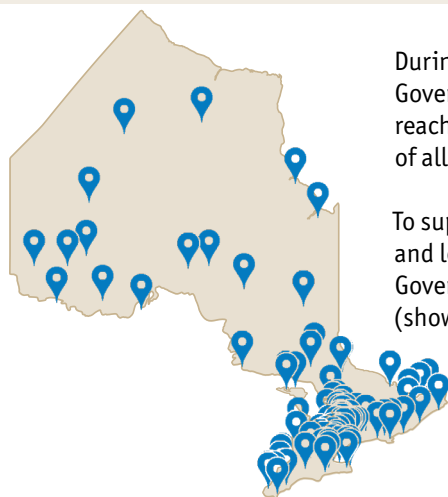 Durin
Gover
reach
of all
To sup
and l
Gover
(show